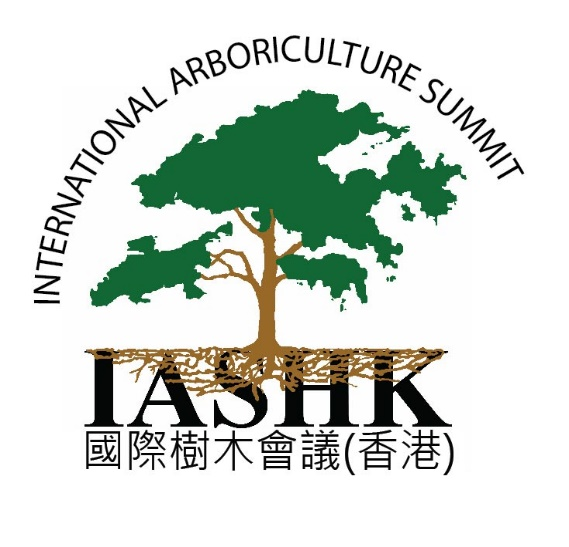 INTERNATIONAL ARBORICULTURE SUMMIT
IASHK
國際樹木會議(香港)